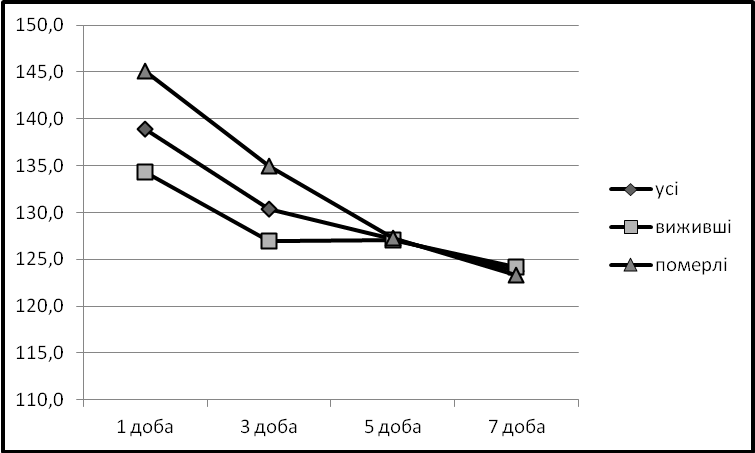 150,0
145,0
140,0
135,0
130,0
125,0
120,0
115,0
110,0
1 доба 3 доба 5 доба 7 доба
усі
виживші
померлі